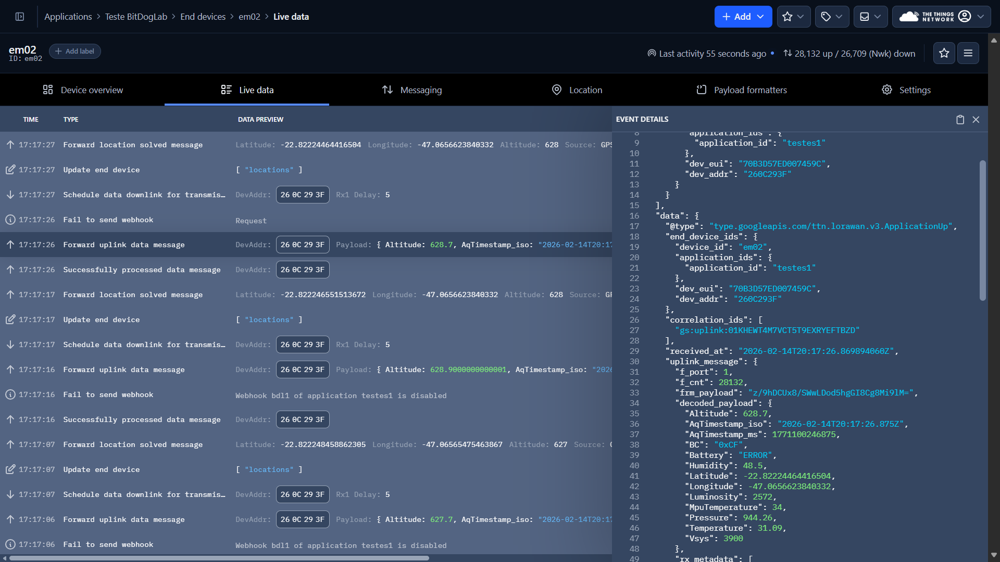 Applications > Teste BitDogLab > End devices > em02 > Live data
+ Add
THE THINGS NETWORK
em02
ID: em02
+ Add label
Last activity 55 seconds ago • 28,132 up / 26,709 (Nwk) down
Device overview
Live data
Messaging
Location
Payload formatters
Settings
TIME TYPE DATA PREVIEW
17:17:27 Forward location solved message Latitude: -22.82224464416504 Longitude: -47.0656623840332 Altitude: 628 Source: GPS
17:17:27 Update end device [ "locations" ]
17:17:27 Schedule data downlink for transmis… DevAddr: 26 0C 29 3F Rx1 Delay: 5
17:17:26 Fail to send webhook Request
17:17:26 Forward uplink data message DevAddr: 26 0C 29 3F Payload: { Altitude: 628.7, AqTimestamp_iso: "2026-02-14T20:17
17:17:26 Successfully processed data message DevAddr: 26 0C 29 3F
17:17:17 Forward location solved message Latitude: -22.822246551513672 Longitude: -47.0656623840332 Altitude: 628 Source: GP
17:17:17 Update end device [ "locations" ]
17:17:17 Schedule data downlink for transmis… DevAddr: 26 0C 29 3F Rx1 Delay: 5
17:17:16 Forward uplink data message DevAddr: 26 0C 29 3F Payload: { Altitude: 628.9000000000001, AqTimestamp_iso: "2026
17:17:16 Fail to send webhook Webhook bdl1 of application testes1 is disabled
17:17:16 Successfully processed data message DevAddr: 26 0C 29 3F
17:17:07 Forward location solved message Latitude: -22.822248458862305 Longitude: -47.06565475463867 Altitude: 627 Source:
17:17:07 Update end device [ "locations" ]
17:17:07 Schedule data downlink for transmis… DevAddr: 26 0C 29 3F Rx1 Delay: 5
17:17:06 Forward uplink data message DevAddr: 26 0C 29 3F Payload: { Altitude: 627.7, AqTimestamp_iso: "2026-02-14T20:17
17:17:06 Fail to send webhook Webhook bdl1 of application testes1 is disabled
EVENT DETAILS
8 "application_ids": {
9 "application_id": "testes1"
10 },
11 "dev_eui": "70B3D57ED007459C",
12 "dev_addr": "260C293F"
13 }
14 }
15 ],
16 "data": {
17 "@type": "type.googleapis.com/ttn.lorawan.v3.ApplicationUp",
18 "end_device_ids": {
19 "device_id": "em02",
20 "application_ids": {
21 "application_id": "testes1"
22 },
23 "dev_eui": "70B3D57ED007459C",
24 "dev_addr": "260C293F"
25 },
26 "correlation_ids": [
27 "gs:uplink:01KHEWT4M7VCT5T9EXRYEFTBZD"
28 ],
29 "received_at": "2026-02-14T20:17:26.869894060Z",
30 "uplink_message": {
31 "f_port": 1,
32 "f_cnt": 28132,
33 "frm_payload": "z/9hDCUx8/SWwLDod5hgGI8Cg8Mi9lM=",
34 "decoded_payload": {
35 "Altitude": 628.7,
36 "AqTimestamp_iso": "2026-02-14T20:17:26.875Z",
37 "AqTimestamp_ms": 1771100246875,
38 "BC": "0xCF",
39 "Battery": "ERROR",
40 "Humidity": 48.5,
41 "Latitude": -22.82224464416504,
42 "Longitude": -47.0656623840332,
43 "Luminosity": 2572,
44 "MpuTemperature": 34,
45 "Pressure": 944.26,
46 "Temperature": 31.09,
47 "Vsys": 3900
48 },
49 "rx_metadata": [